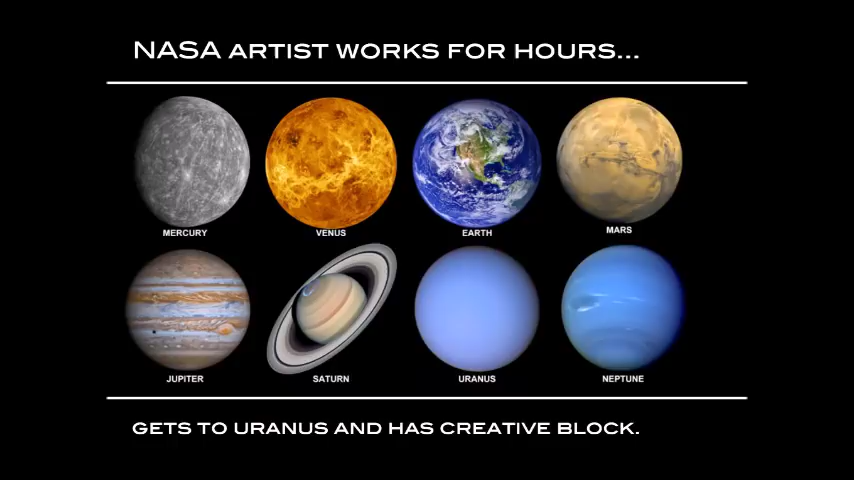 NASA ARTIST WORKS FOR HOURS...
MERCURY VENUS EARTH MARS
JUPITER SATURN URANUS NEPTUNE
GETS TO URANUS AND HAS CREATIVE BLOCK.